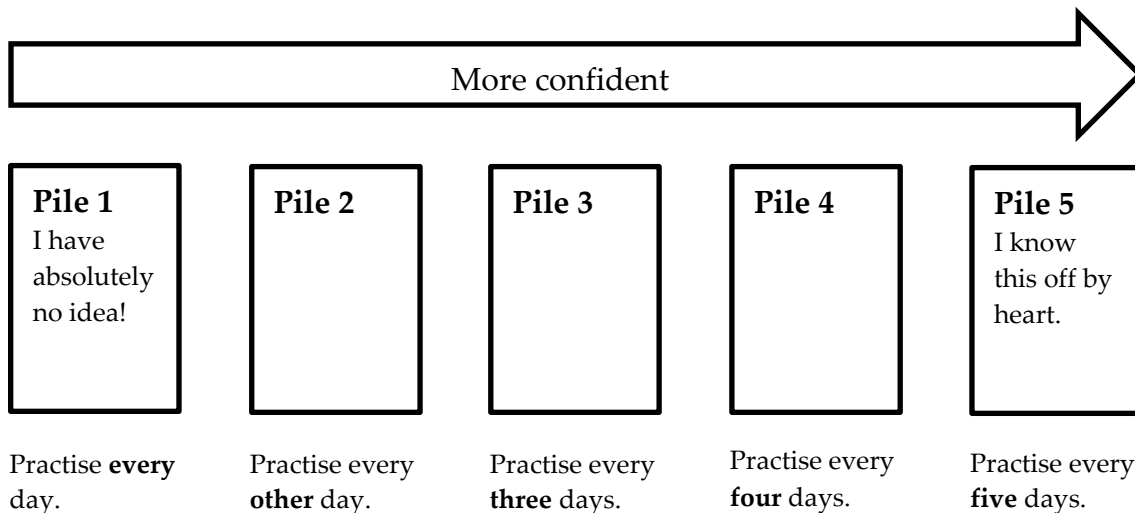 More confident
Pile 1
I have
absolutely
no idea!
Pile 2
Pile 3
Pile 4
Pile 5
I know
this off by
heart.
Practise every
day.
Practise every
other day.
Practise every
three days.
Practise every
four days.
Practise every
five days.